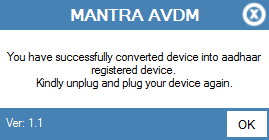 MANTRA AVDM
You have successfully converted device into aadhaar
registered device.
Kindly unplug and plug your device again.
Ver: 1.1
OK